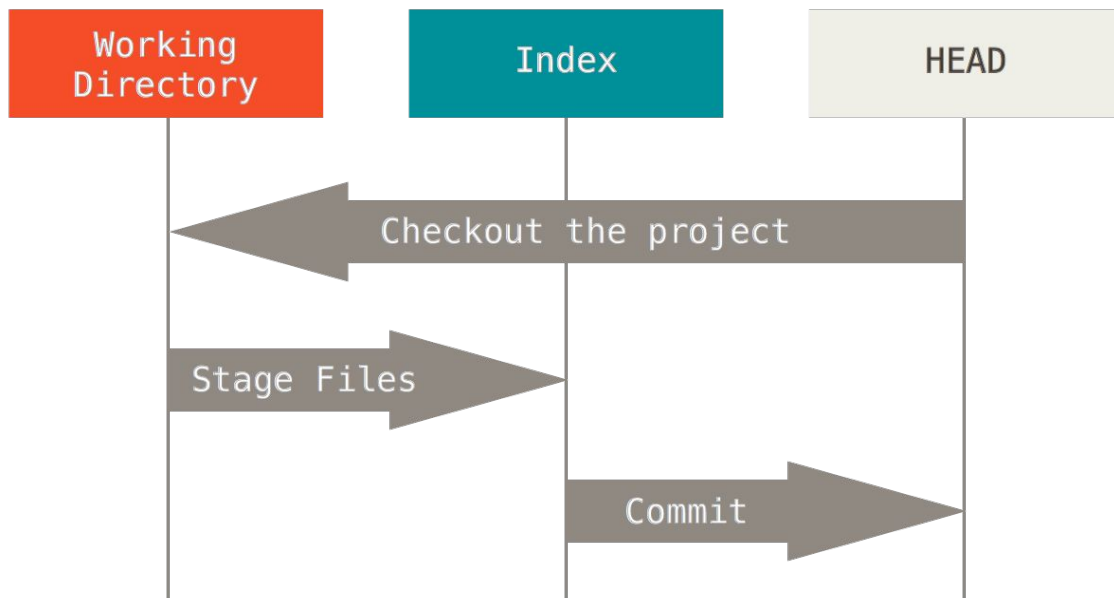 Working
Directory
Index
HEAD
Checkout the project
Stage Files
Commit